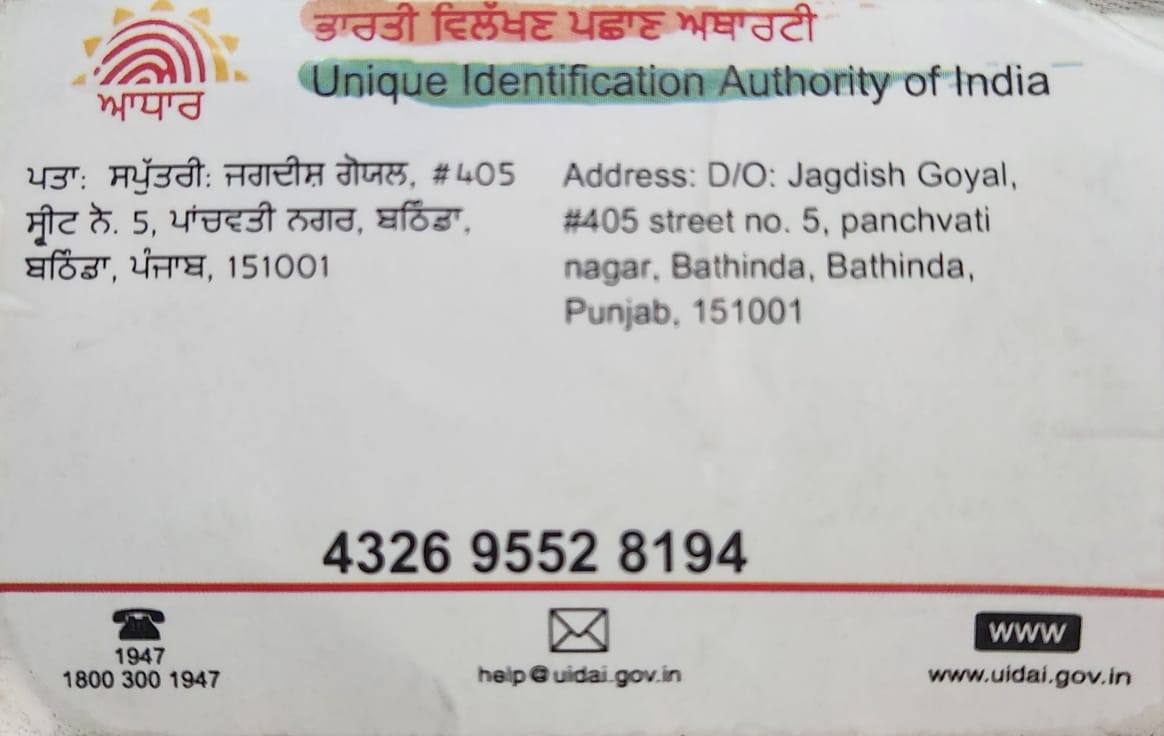 ਭਾਰਤੀ ਵਿਲੱਖਣ ਪਛਾਣ ਅਥਾਰਟੀ
Unique Identification Authority of India
ਆਧਾਰ
ਪਤਾ: ਸਪੁੱਤਰੀ: ਜਗਦੀਸ਼ ਗੋਯਲ, #405
ਸ੍ਰੀਟ ਨੋ. 5, ਪਾਂਚਵਤੀ ਨਗਰ, ਬਠਿੰਡਾ,
ਬਠਿੰਡਾ, ਪੰਜਾਬ, 151001
Address: D/O: Jagdish Goyal,
#405 street no. 5, panchvati
nagar, Bathinda, Bathinda,
Punjab, 151001
4326 9552 8194
1947
1800 300 1947
help@uidai.gov.in
WWW
www.uidai.gov.in